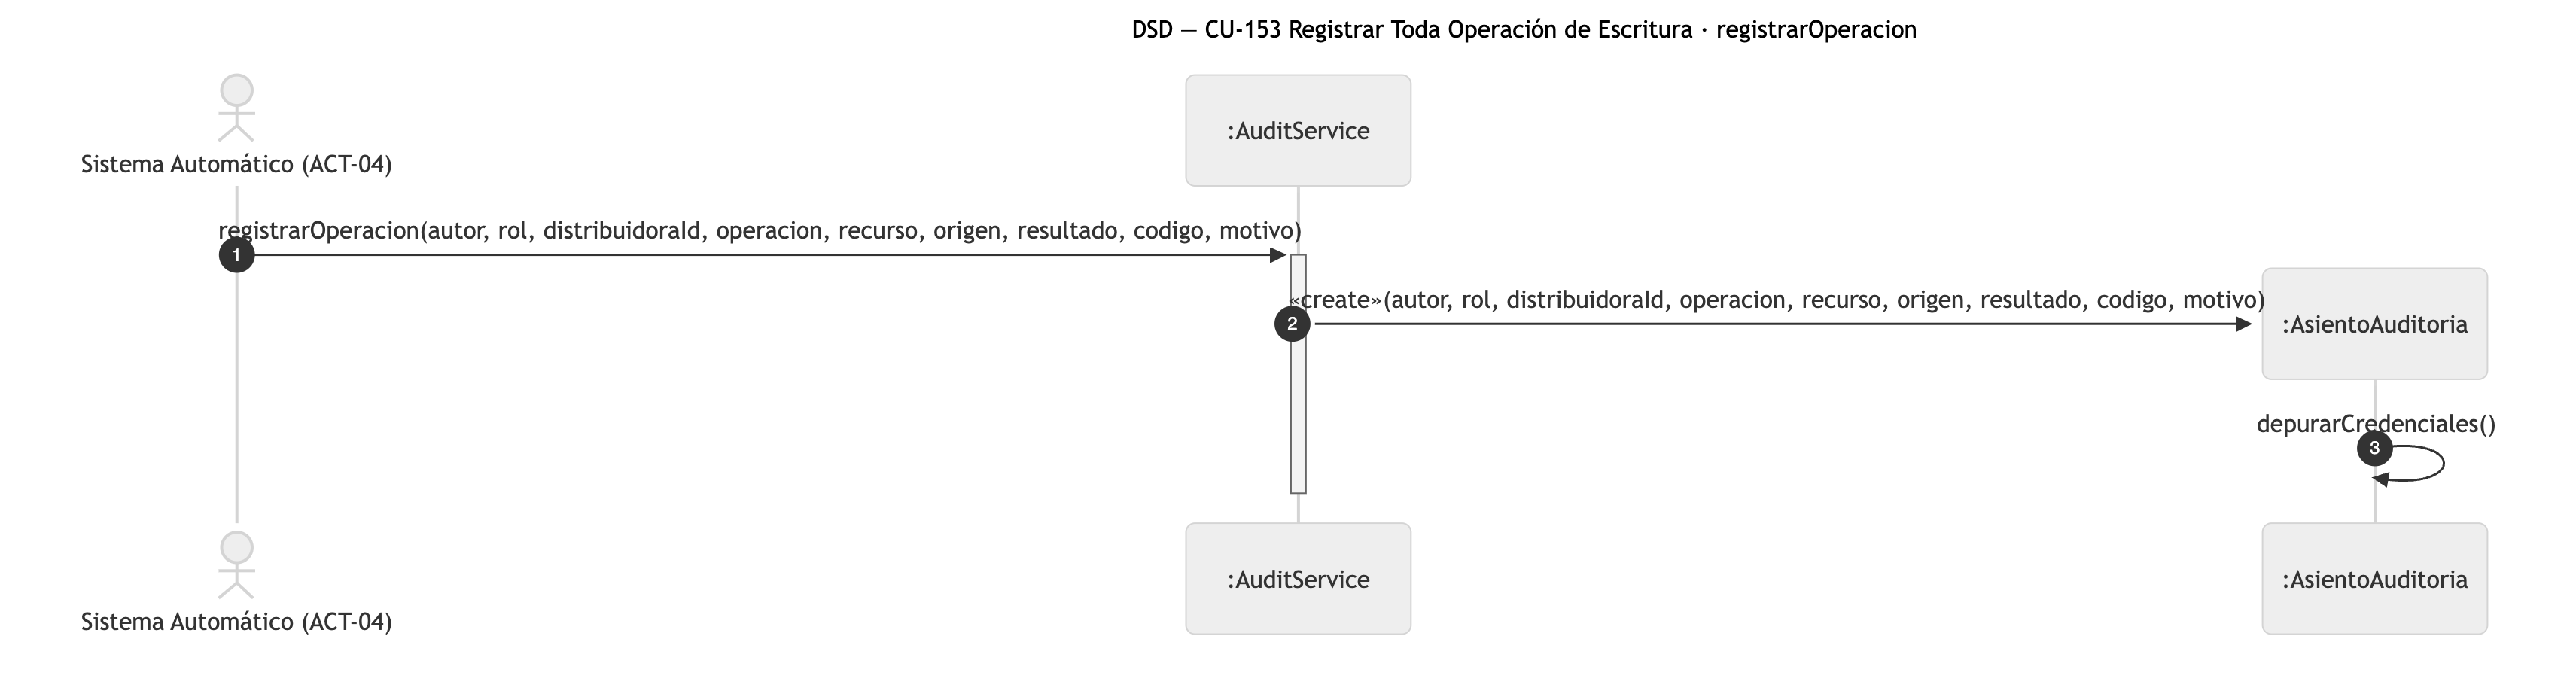 DSD — CU-153 Registrar Toda Operación de Escritura · registrarOperacion
Sistema Automático (ACT-04)
:AuditService
registrarOperacion(autor, rol, distribuidoraId, operacion, recurso, origen, resultado, codigo, motivo)
1
«create»(autor, rol, distribuidoraId, operacion, recurso, origen, resultado, codigo, motivo)
2
:AsientoAuditoria
depurarCredenciales()
3
Sistema Automático (ACT-04)
:AuditService
:AsientoAuditoria